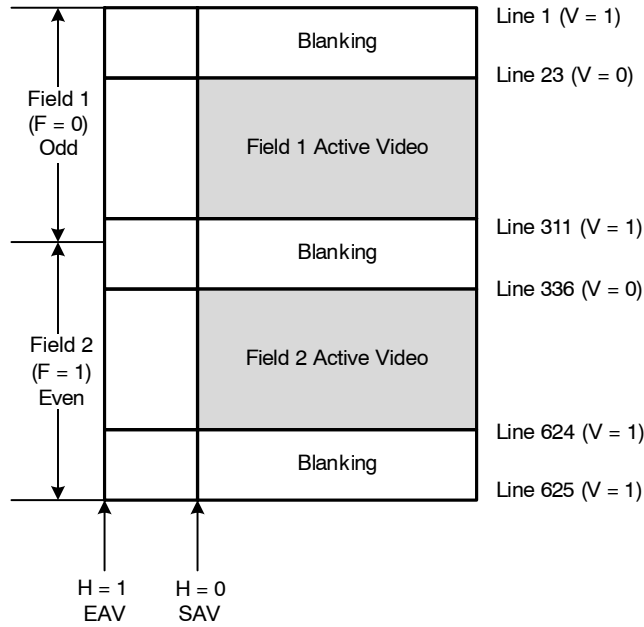 Line 1 (V = 1)
Blanking
Line 23 (V = 0)
Field 1
(F = 0)
Odd
Field 1 Active Video
Line 311 (V = 1)
Blanking
Line 336 (V = 0)
Field 2
(F = 1)
Even
Field 2 Active Video
Line 624 (V = 1)
Blanking
Line 625 (V = 1)
H = 1
EAV
H = 0
SAV